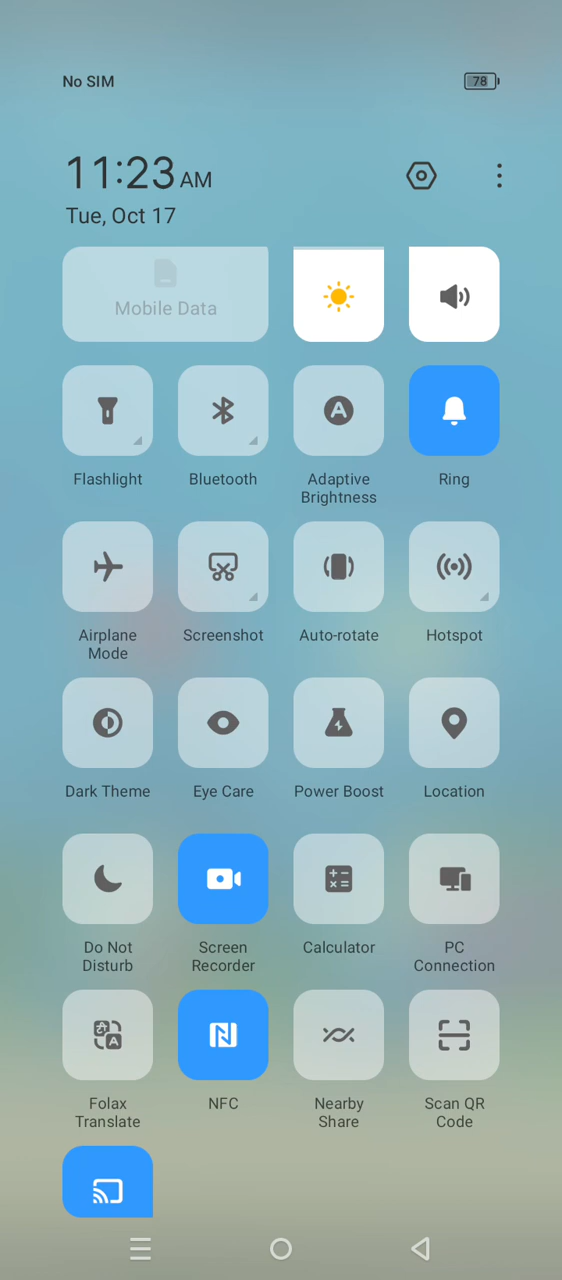 No SIM
78
11:23 AM
Tue, Oct 17
Mobile Data
Flashlight
Bluetooth
Adaptive
Brightness
Ring
Airplane
Mode
Screenshot
Auto-rotate
Hotspot
Dark Theme
Eye Care
Power Boost
Location
Do Not
Disturb
Screen
Recorder
Calculator
PC
Connection
Folax
Translate
NFC
Nearby
Share
Scan QR
Code